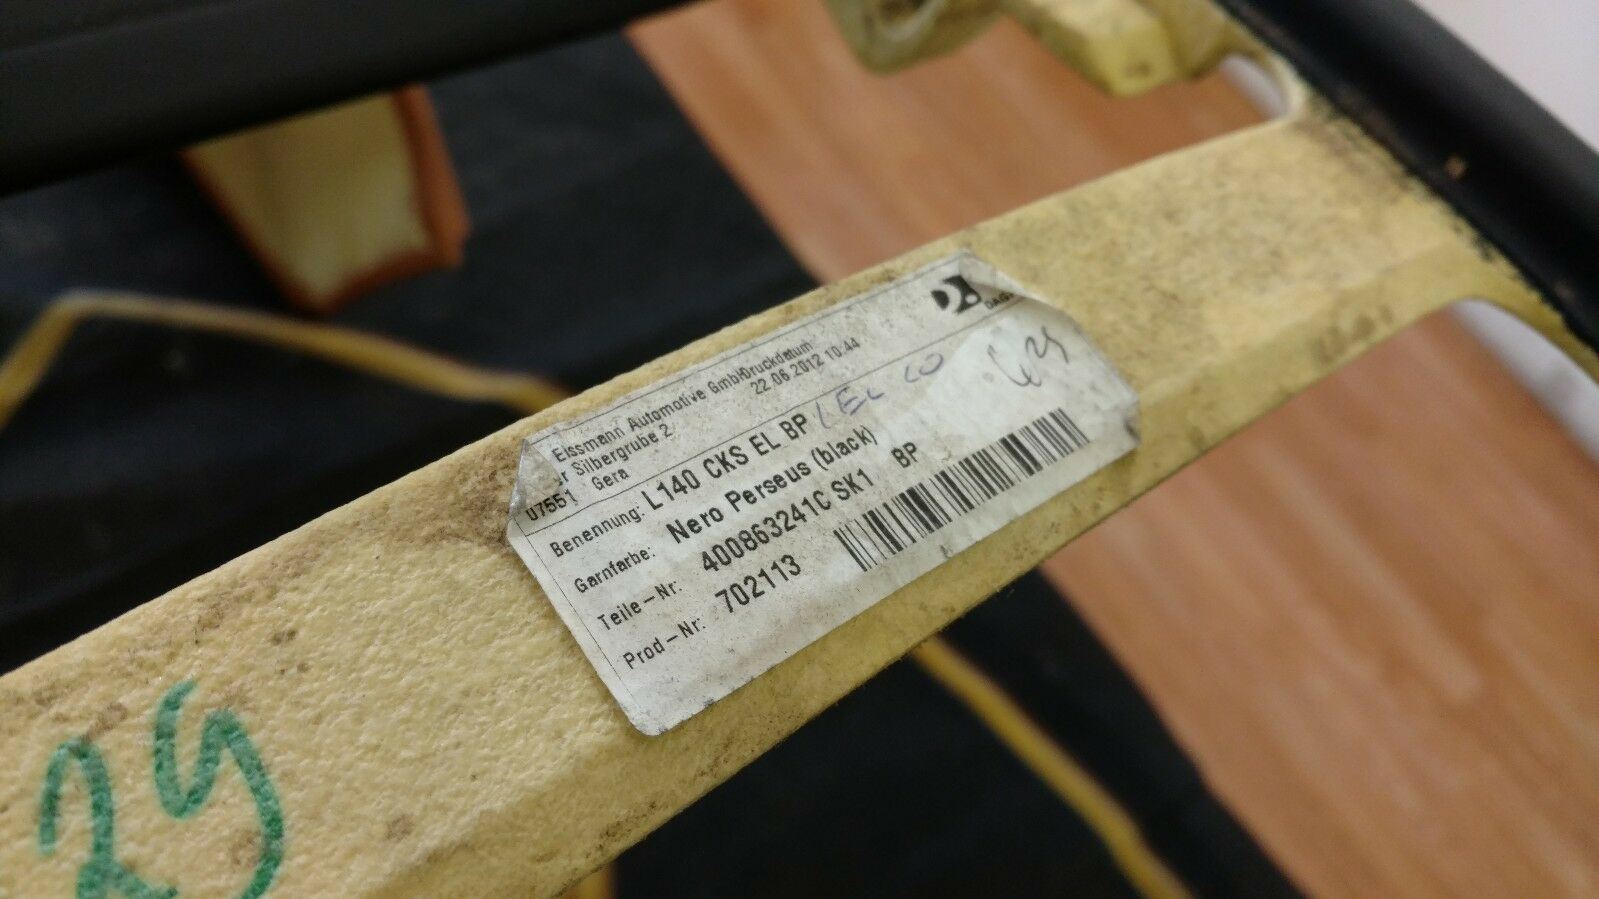 Eissmann Automotive GmbH Druckdatum
Silbergrube 2 22.06.2012 10:44
07551 Gera
Benennung: L140 CKS EL BP
Garnfarbe: Nero Perseus (black)
Teile-Nr: 400863241C SK1 BP
Prod-Nr: 702113